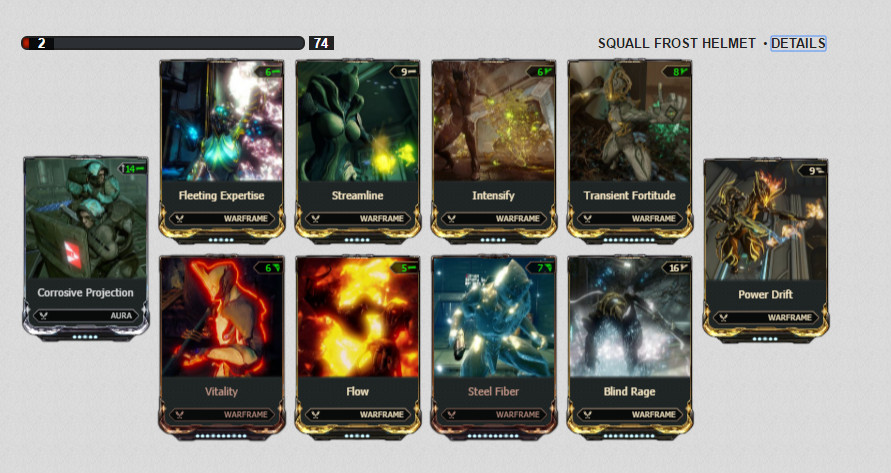 2
74
SQUALL FROST HELMET • DETAILS
6
9
6
8
Fleeting Expertise
Streamline
Intensify
Transient Fortitude
WARFRAME
WARFRAME
WARFRAME
WARFRAME
14
Corrosive Projection
AURA
9
Power Drift
WARFRAME
6
5
7
16
Vitality
Flow
Steel Fiber
Blind Rage
WARFRAME
WARFRAME
WARFRAME
WARFRAME